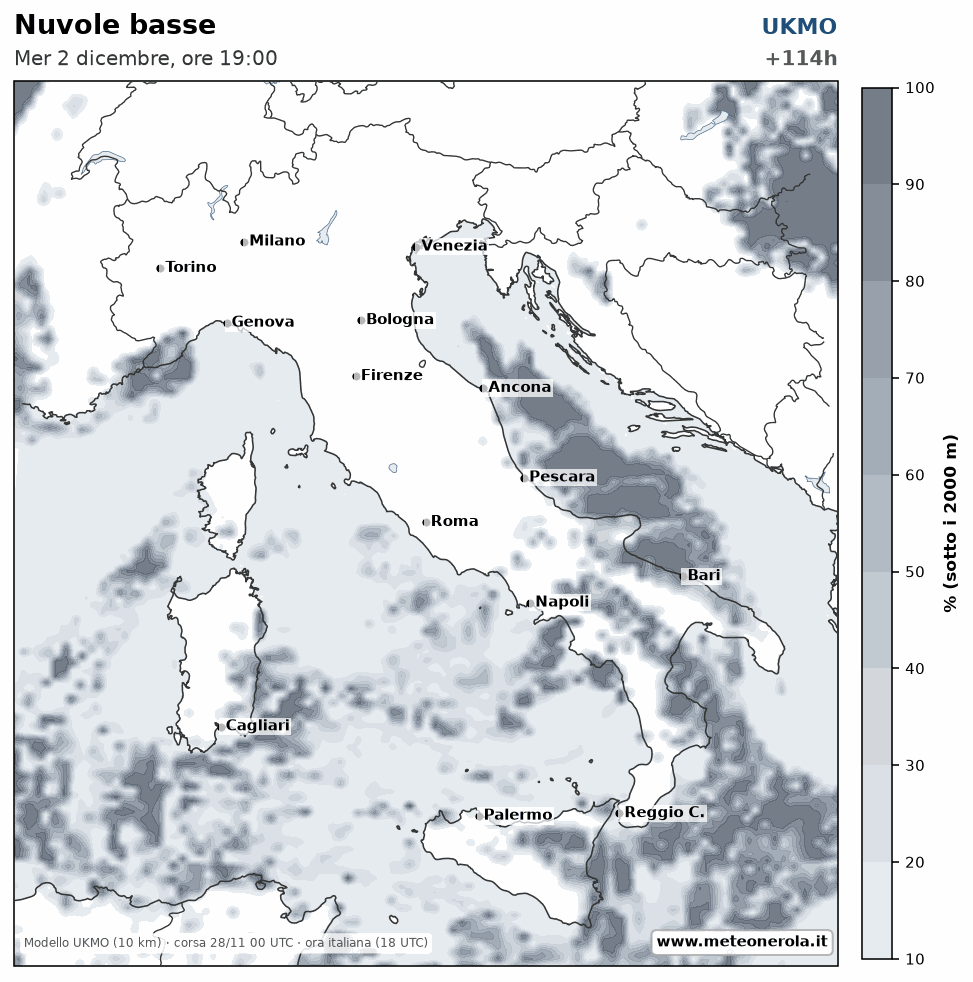 Nuvole basse
UKMO
Mer 2 dicembre, ore 19:00
+114h
100
90
80
70
60
50
40
30
20
10
% (sotto i 2000 m)
Milano
Venezia
Torino
Genova
Bologna
Firenze
Ancona
Pescara
Roma
Bari
Napoli
Cagliari
Palermo
Reggio C.
Modello UKMO (10 km) · corsa 28/11 00 UTC · ora italiana (18 UTC)
www.meteonerola.it